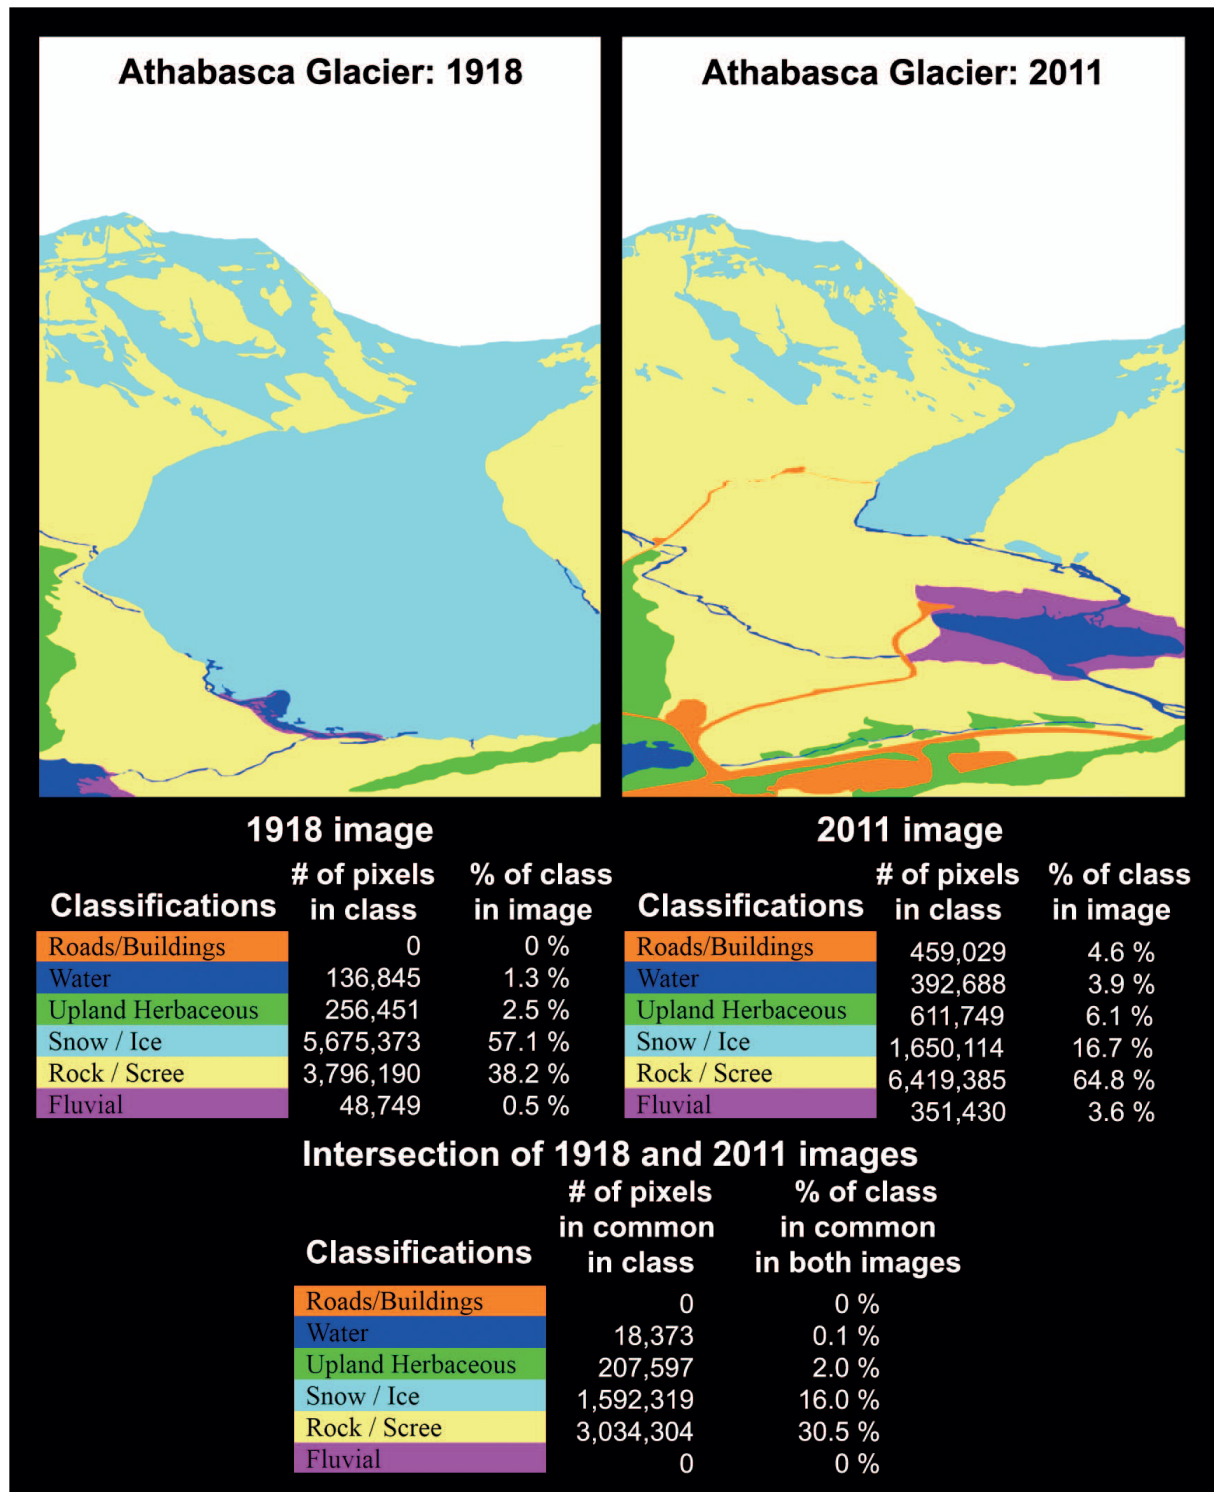 Athabasca Glacier: 1918
Athabasca Glacier: 2011
1918 image
Classifications # of pixels in class % of class in image
Roads/Buildings 0 0 %
Water 136,845 1.3 %
Upland Herbaceous 256,451 2.5 %
Snow / Ice 5,675,373 57.1 %
Rock / Scree 3,796,190 38.2 %
Fluvial 48,749 0.5 %
2011 image
Classifications # of pixels in class % of class in image
Roads/Buildings 459,029 4.6 %
Water 392,688 3.9 %
Upland Herbaceous 611,749 6.1 %
Snow / Ice 1,650,114 16.7 %
Rock / Scree 6,419,385 64.8 %
Fluvial 351,430 3.6 %
Intersection of 1918 and 2011 images
Classifications # of pixels in common in class % of class in common in both images
Roads/Buildings 0 0 %
Water 18,373 0.1 %
Upland Herbaceous 207,597 2.0 %
Snow / Ice 1,592,319 16.0 %
Rock / Scree 3,034,304 30.5 %
Fluvial 0 0 %